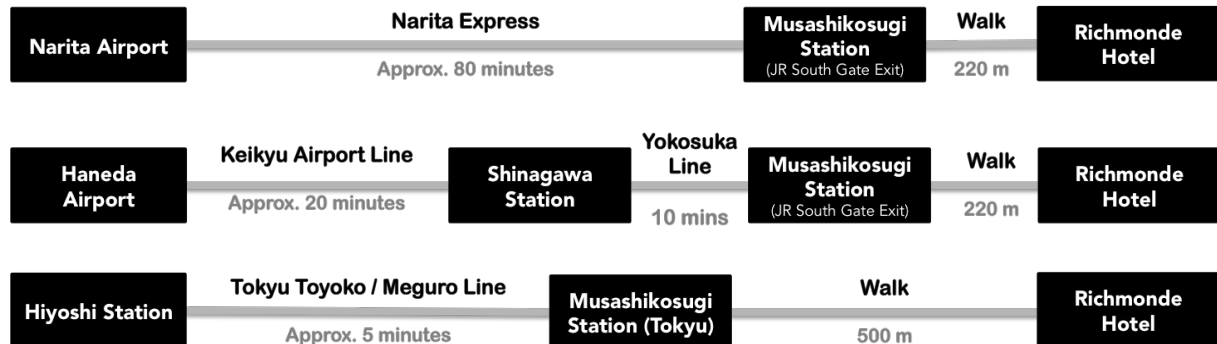 Narita Airport
Narita Express
Approx. 80 minutes
Musashikosugi
Station
(JR South Gate Exit)
Walk
220 m
Richmonde
Hotel
Haneda
Airport
Keikyu Airport Line
Approx. 20 minutes
Shinagawa
Station
Yokosuka
Line
10 mins
Musashikosugi
Station
(JR South Gate Exit)
Walk
220 m
Richmonde
Hotel
Hiyoshi Station
Tokyu Toyoko / Meguro Line
Approx. 5 minutes
Musashikosugi
Station (Tokyu)
Walk
500 m
Richmonde
Hotel